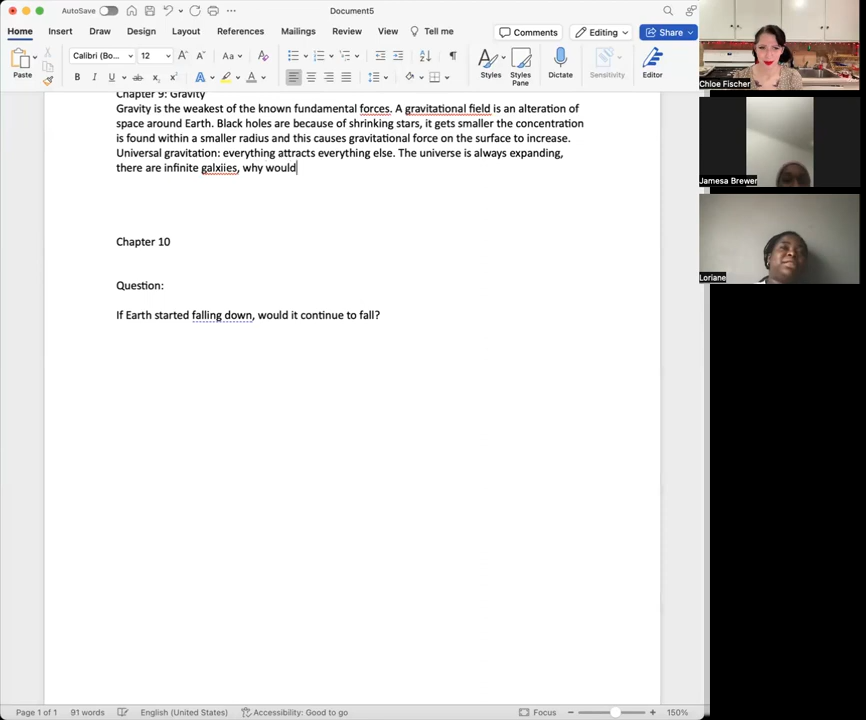 AutoSave
Document5
Home Insert Draw Design Layout References Mailings Review View Tell me
Comments Editing Share
Paste
Calibri (Bo... 12
Aa
Styles
Styles Pane
Dictate
Sensitivity
Editor
Chapter 9: Gravity
Gravity is the weakest of the known fundamental forces. A gravitational field is an alteration of
space around Earth. Black holes are because of shrinking stars, it gets smaller the concentration
is found within a smaller radius and this causes gravitational force on the surface to increase.
Universal gravitation: everything attracts everything else. The universe is always expanding,
there are infinite galxiies, why would
Chapter 10
Question:
If Earth started falling down, would it continue to fall?
Page 1 of 1 91 words English (United States) Accessibility: Good to go Focus 150%
Chloe Fischer
Jamesa Brewer
Loriane